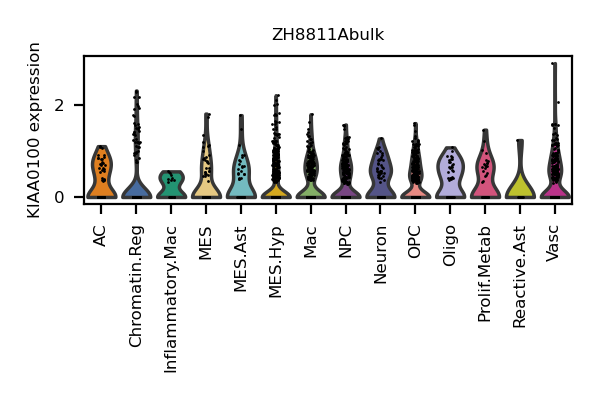 ZH8811Abulk
KIAA0100 expression
2
0
AC
Chromatin.Reg
Inflammatory.Mac
MES
MES.Ast
MES.Hyp
Mac
NPC
Neuron
OPC
Oligo
Prolif.Metab
Reactive.Ast
Vasc